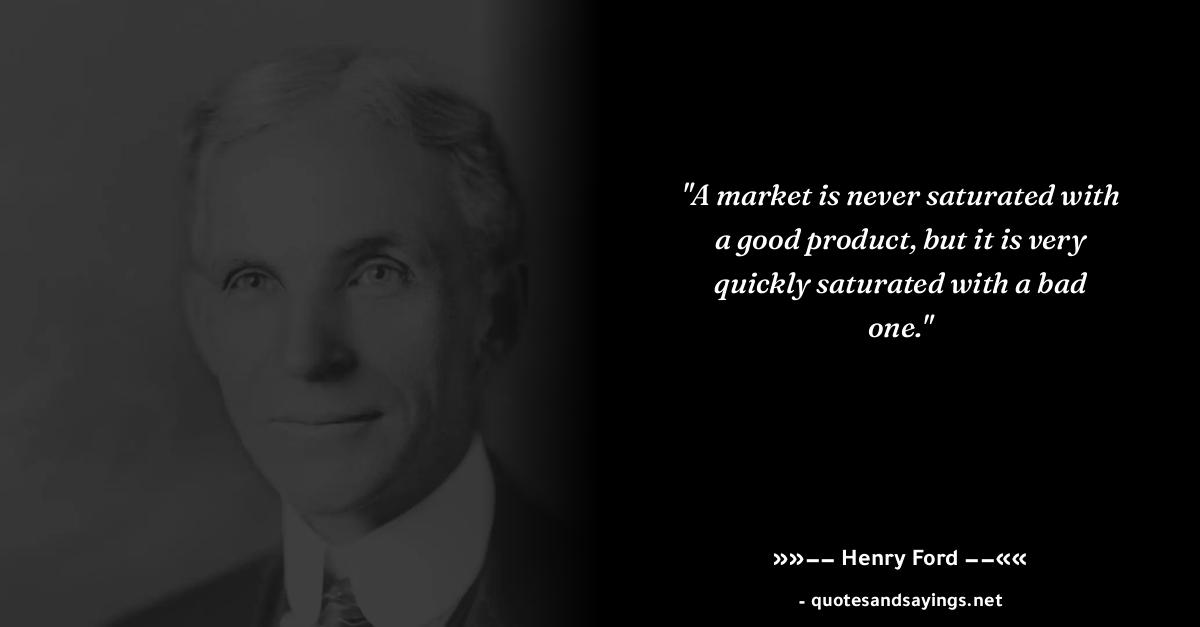 "A market is never saturated with
a good product, but it is very
quickly saturated with a bad
one."
»»–– Henry Ford ––««
- quotesandsayings.net